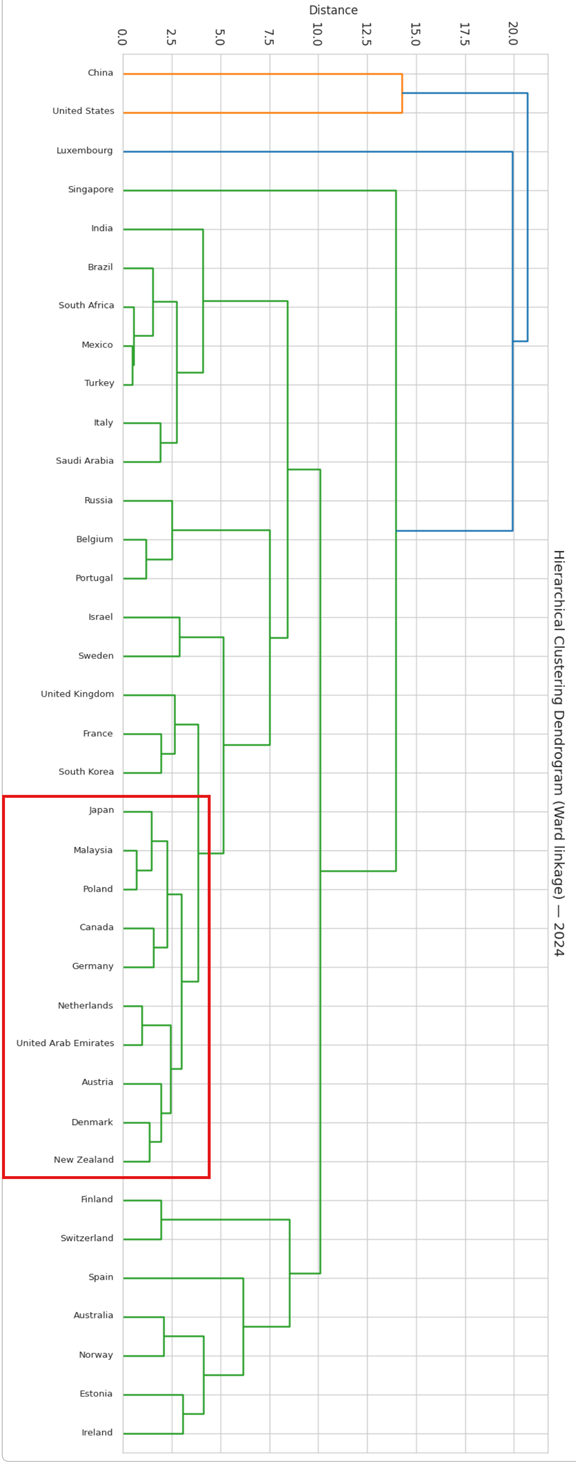 Distance
0.0 2.5 5.0 7.5 10.0 12.5 15.0 17.5 20.0
China
United States
Luxembourg
Singapore
India
Brazil
South Africa
Mexico
Turkey
Italy
Saudi Arabia
Russia
Belgium
Portugal
Israel
Sweden
United Kingdom
France
South Korea
Japan
Malaysia
Poland
Canada
Germany
Netherlands
United Arab Emirates
Austria
Denmark
New Zealand
Finland
Switzerland
Spain
Australia
Norway
Estonia
Ireland
Hierarchical Clustering Dendrogram (Ward linkage) — 2024